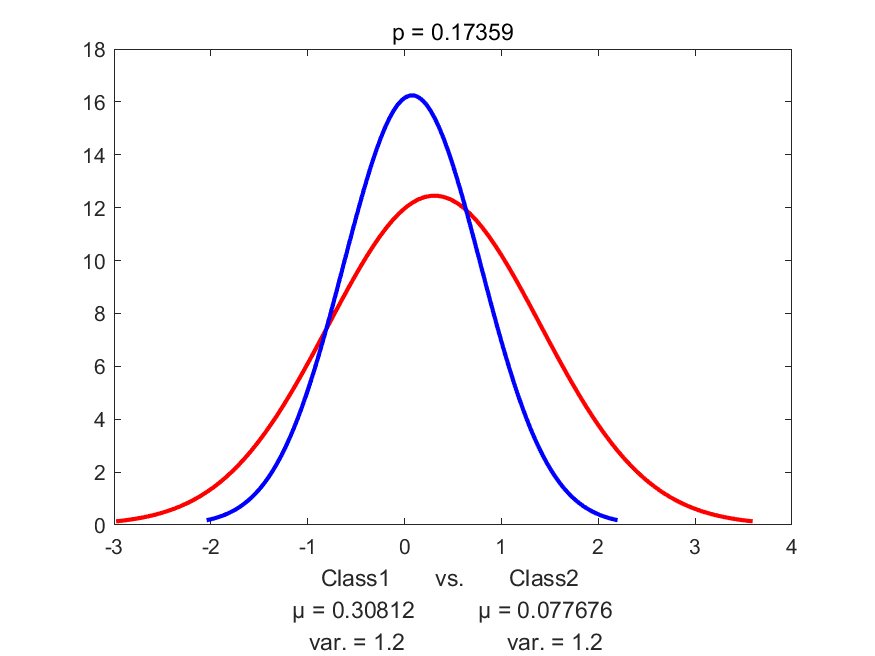 p = 0.17359
18
16
14
12
10
8
6
4
2
0
-3 -2 -1 0 1 2 3 4
Class1 vs. Class2
μ = 0.30812 μ = 0.077676
var. = 1.2 var. = 1.2